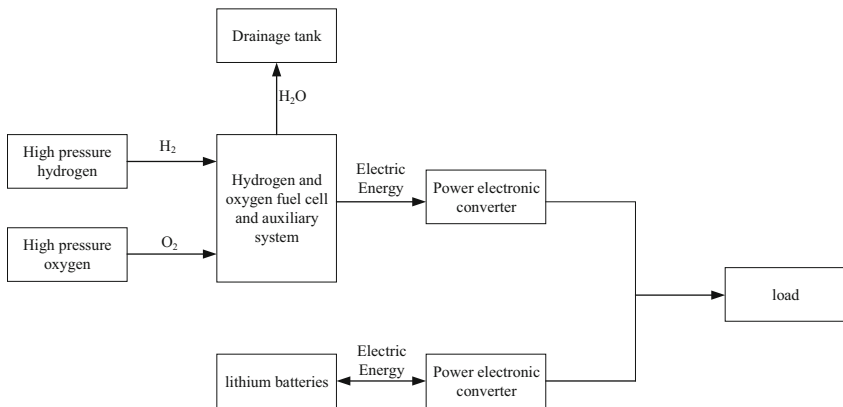 Drainage tank
H₂O
High pressure
hydrogen
H₂
Hydrogen and
oxygen fuel cell
and auxiliary
system
Electric
Energy
Power electronic
converter
High pressure
oxygen
O₂
load
lithium batteries
Electric
Energy
Power electronic
converter